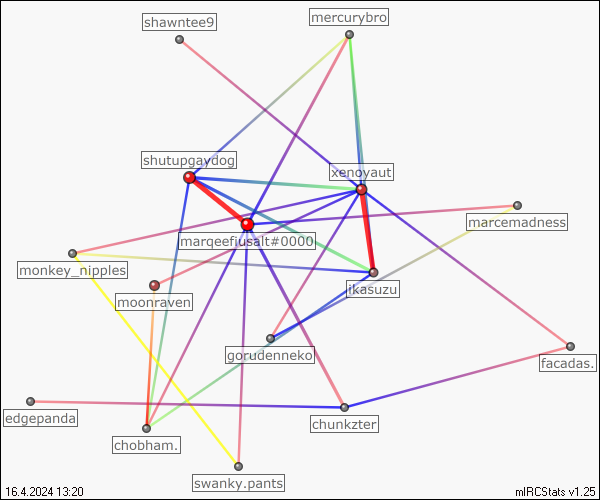 shawntee9
mercurybro
shutupgaydog
xenoyaut
marcemadness
marqeefiusalt#0000
monkey_nipples
moonraven
ikasuzu
gorudenneko
facadas.
edgepanda
chunkzter
chobham.
swanky.pants
16.4.2024 13:20
mIRCStats v1.25